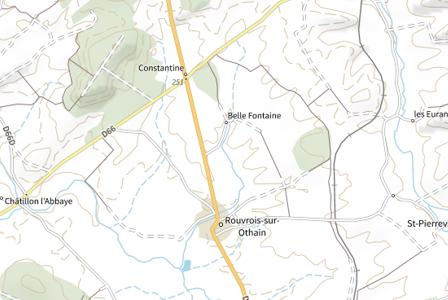 Constantine
251
Belle Fontaine
les Euran
D66
D66D
Châtillon l'Abbaye
Rouvrois-sur-
Othain
St-Pierrev
D